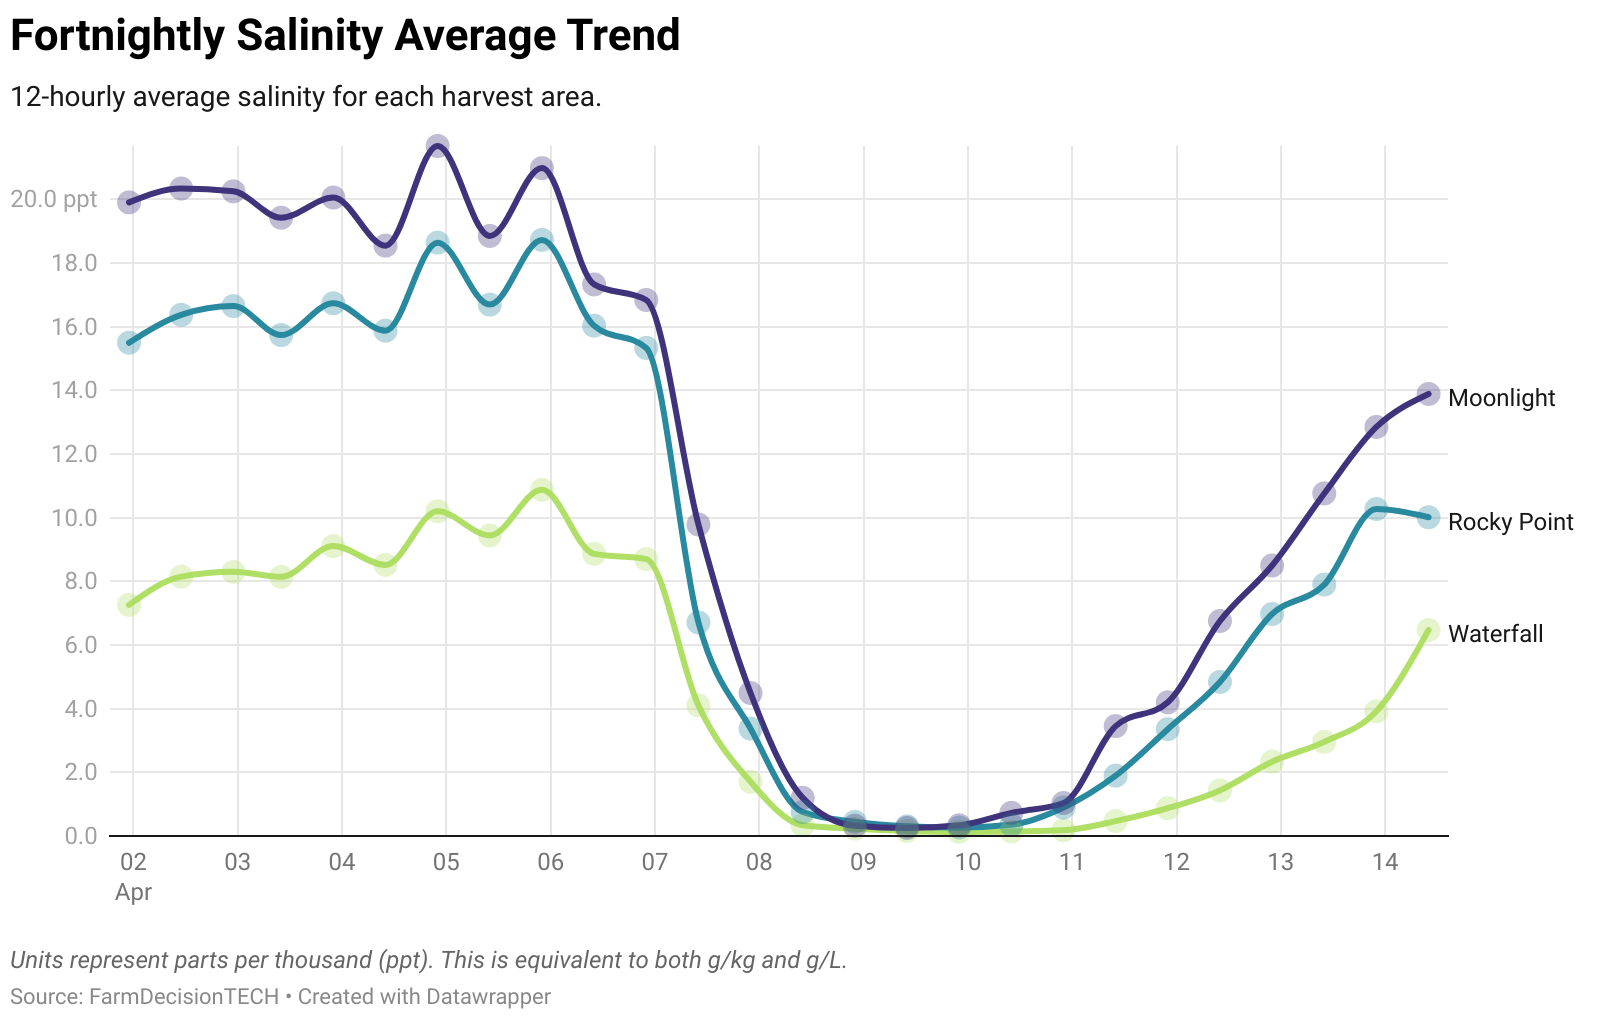 Fortnightly Salinity Average Trend
12-hourly average salinity for each harvest area.
20.0 ppt
18.0
16.0
14.0
12.0
10.0
8.0
6.0
4.0
2.0
0.0
Moonlight
Rocky Point
Waterfall
02 03 04 05 06 07 08 09 10 11 12 13 14
Apr
Units represent parts per thousand (ppt). This is equivalent to both g/kg and g/L.
Source: FarmDecisionTECH • Created with Datawrapper